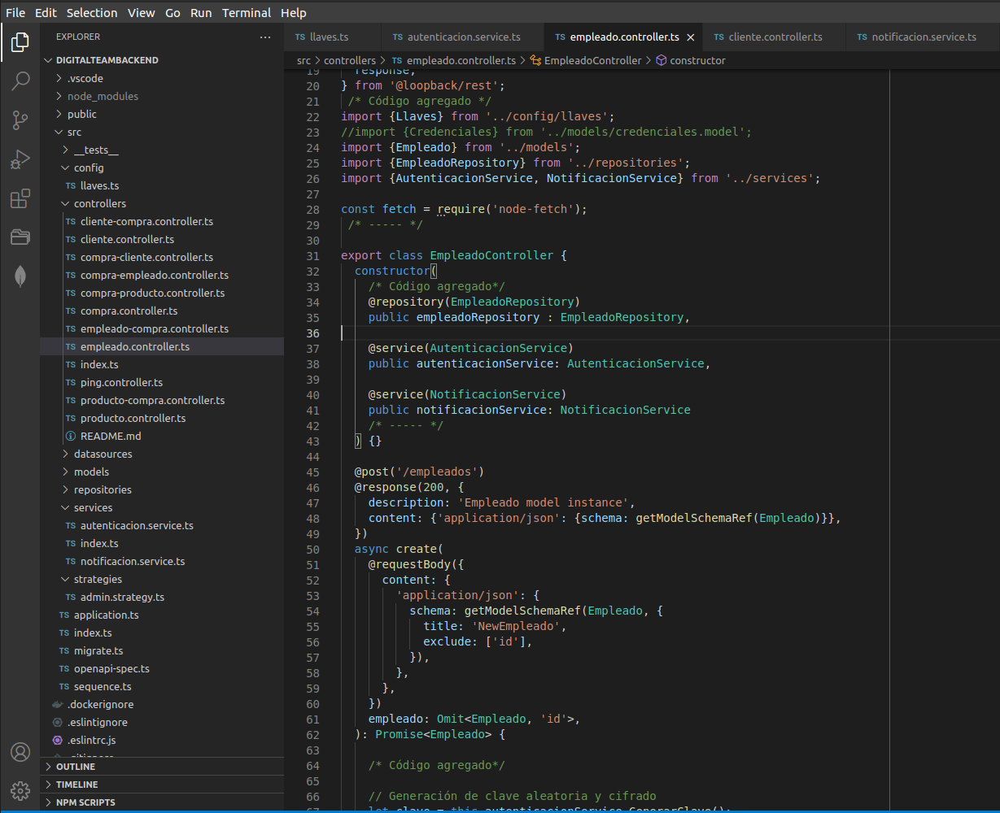 File Edit Selection View Go Run Terminal Help
EXPLORER ...
DIGITALTEAMBACKEND
.vscode
node_modules
public
src
__tests__
config
TS llaves.ts
controllers
TS cliente-compra.controller.ts
TS cliente.controller.ts
TS compra-cliente.controller.ts
TS compra-empleado.controller.ts
TS compra-producto.controller.ts
TS compra.controller.ts
TS empleado-compra.controller.ts
TS empleado.controller.ts
TS index.ts
TS ping.controller.ts
TS producto-compra.controller.ts
TS producto.controller.ts
README.md
datasources
models
repositories
services
TS autenticacion.service.ts
TS index.ts
TS notificacion.service.ts
strategies
TS admin.strategy.ts
TS application.ts
TS index.ts
TS migrate.ts
TS openapi-spec.ts
TS sequence.ts
.dockerignore
.eslintignore
.eslintrc.js
.gitignore
OUTLINE
TIMELINE
NPM SCRIPTS
TS llaves.ts TS autenticacion.service.ts TS empleado.controller.ts TS cliente.controller.ts TS notificacion.service.ts
src > controllers > TS empleado.controller.ts > EmpleadoController > constructor
19 response,
20 } from '@loopback/rest';
21 /* Código agregado */
22 import {Llaves} from '../config/llaves';
23 //import {Credenciales} from '../models/credenciales.model';
24 import {Empleado} from '../models';
25 import {EmpleadoRepository} from '../repositories';
26 import {AutenticacionService, NotificacionService} from '../services';
27
28 const fetch = require('node-fetch');
29 /* ----- */
30
31 export class EmpleadoController {
32 constructor(
33 /* Código agregado*/
34 @repository(EmpleadoRepository)
35 public empleadoRepository : EmpleadoRepository,
36
37 @service(AutenticacionService)
38 public autenticacionService: AutenticacionService,
39
40 @service(NotificacionService)
41 public notificacionService: NotificacionService
42 /* ----- */
43 ) {}
44
45 @post('/empleados')
46 @response(200, {
47 description: 'Empleado model instance',
48 content: {'application/json': {schema: getModelSchemaRef(Empleado)}},
49 })
50 async create(
51 @requestBody({
52 content: {
53 'application/json': {
54 schema: getModelSchemaRef(Empleado, {
55 title: 'NewEmpleado',
56 exclude: ['id'],
57 }),
58 },
59 },
60 })
61 empleado: Omit<Empleado, 'id'>,
62 ): Promise<Empleado> {
63
64 /* Código agregado*/
65
66 // Generación de clave aleatoria y cifrado
67 let clave = this.autenticacionService.GenerarClave();